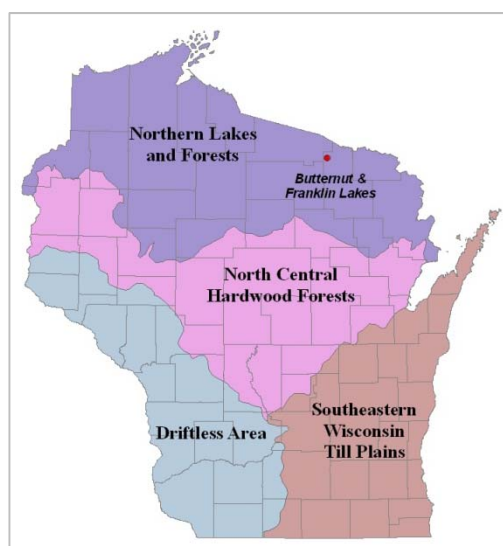 Northern Lakes
and Forests
Butternut &
Franklin Lakes
North Central
Hardwood Forests
Driftless Area
Southeastern
Wisconsin
Till Plains